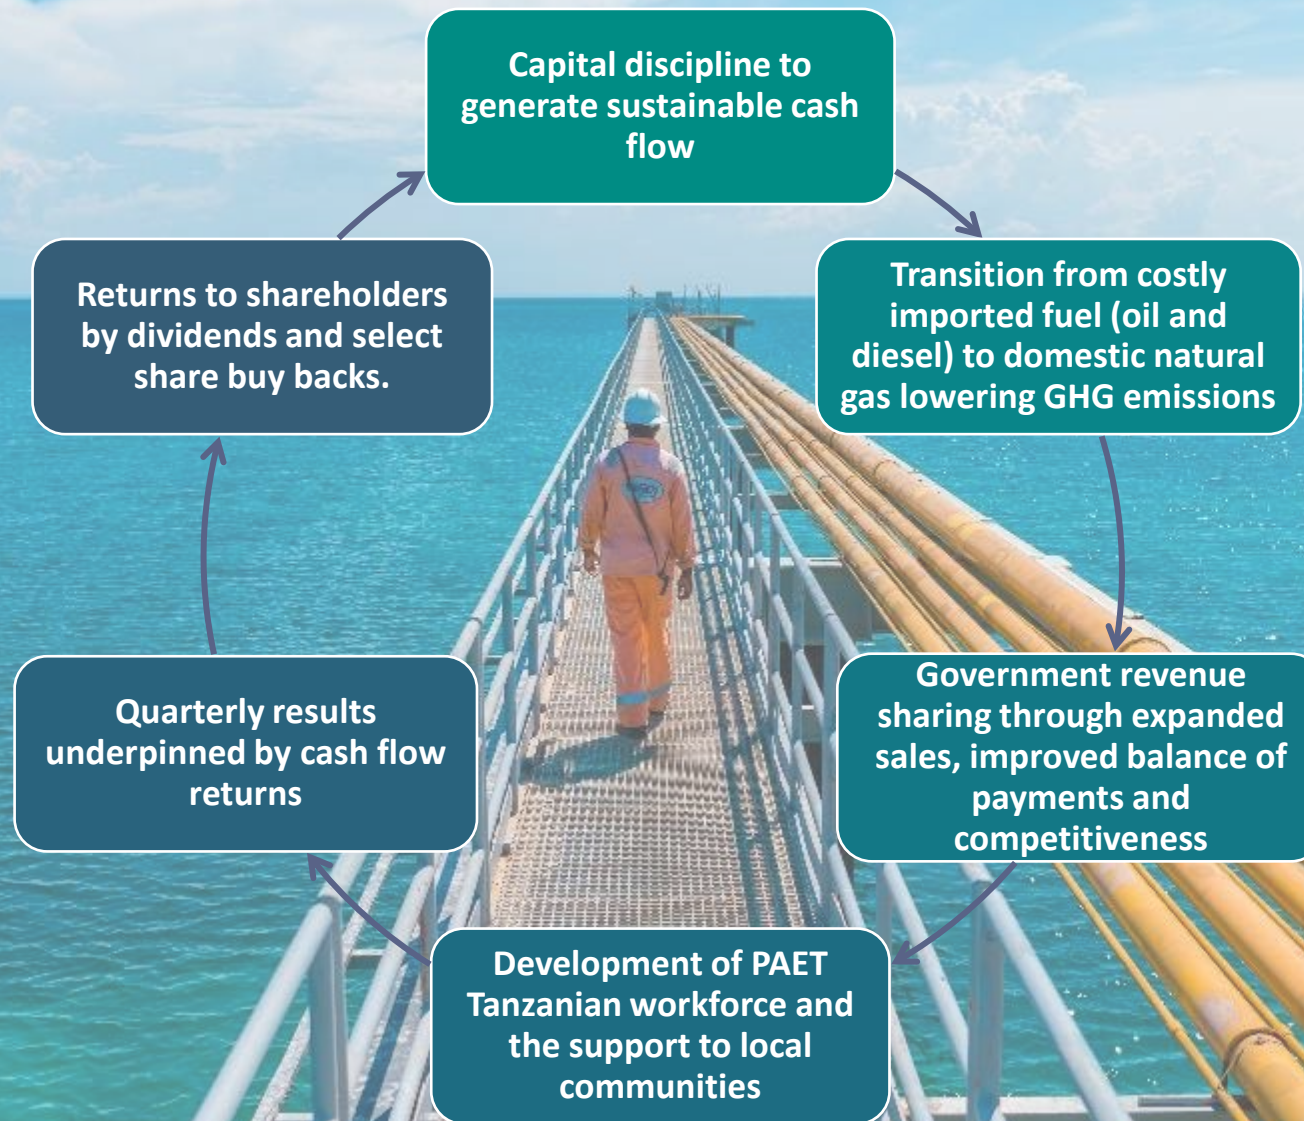 Capital discipline to
generate sustainable cash
flow
Transition from costly
imported fuel (oil and
diesel) to domestic natural
gas lowering GHG emissions
Government revenue
sharing through expanded
sales, improved balance of
payments and
competitiveness
Development of PAET
Tanzanian workforce and
the support to local
communities
Quarterly results
underpinned by cash flow
returns
Returns to shareholders
by dividends and select
share buy backs.